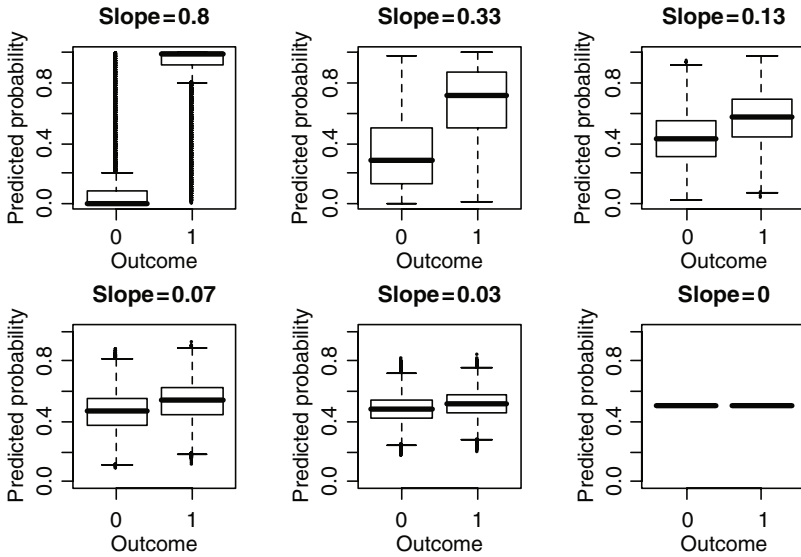 Slope=0.8
Predicted probability
0.0 0.4 0.8
0 1
Outcome
Slope=0.33
Predicted probability
0.0 0.4 0.8
0 1
Outcome
Slope=0.13
Predicted probability
0.0 0.4 0.8
0 1
Outcome
Slope=0.07
Predicted probability
0.0 0.4 0.8
0 1
Outcome
Slope=0.03
Predicted probability
0.0 0.4 0.8
0 1
Outcome
Slope=0
Predicted probability
0.0 0.4 0.8
0 1
Outcome